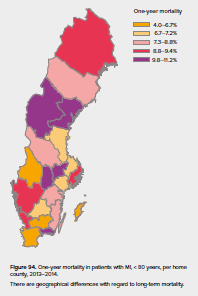 One-year mortality
4.0–6.7%
6.7–7.2%
7.3–8.8%
8.8–9.4%
9.8–11.2%
Figure 94. One-year mortality in patients with MI, < 80 years, per home
county, 2013–2014.
There are geographical differences with regard to long-term mortality.